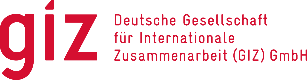 giz
Deutsche Gesellschaft
für Internationale
Zusammenarbeit (GIZ) GmbH